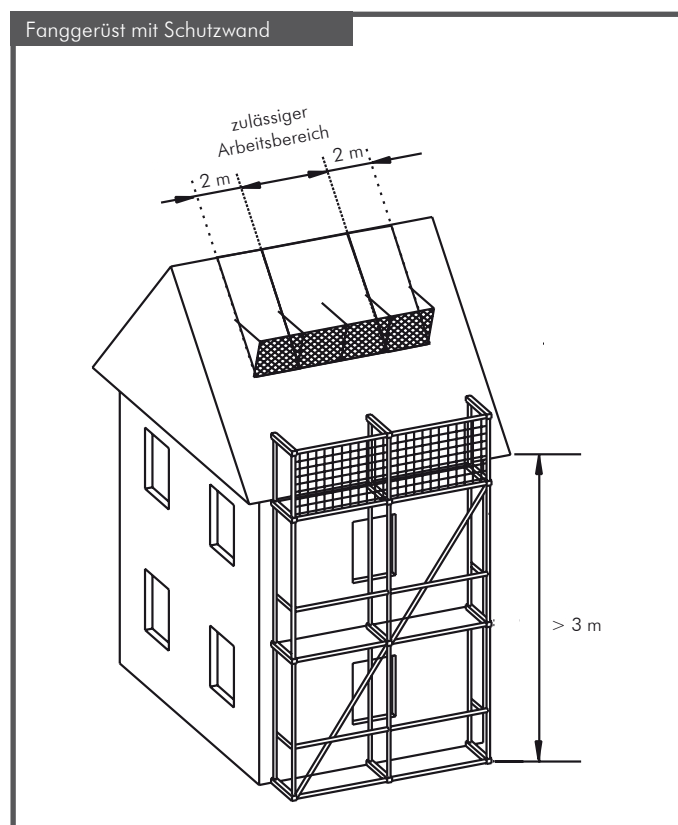 Fanggerüst mit Schutzwand
zulässiger
Arbeitsbereich
2 m
2 m
> 3 m